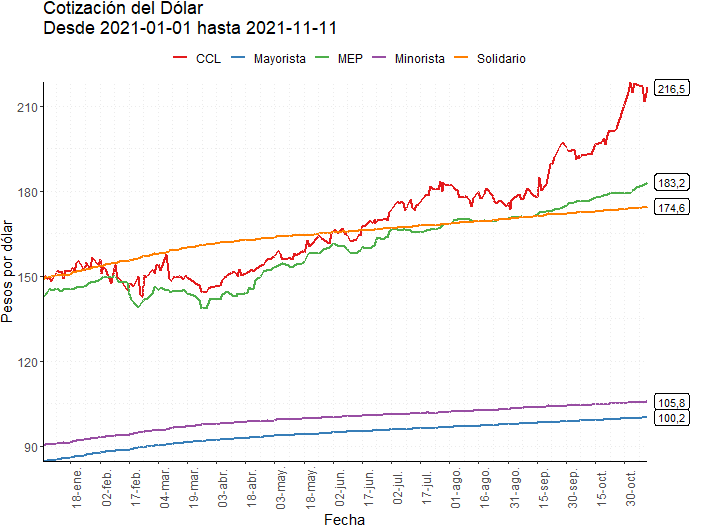 Cotización del Dólar
Desde 2021-01-01 hasta 2021-11-11
CCL Mayorista MEP Minorista Solidario
Pesos por dólar
210
180
150
120
90
216,5
183,2
174,6
105,8
100,2
18-ene.
02-feb.
17-feb.
04-mar.
19-mar.
03-abr.
18-abr.
03-may.
18-may.
02-jun.
17-jun.
02-jul.
17-jul.
01-ago.
16-ago.
31-ago.
15-sep.
30-sep.
15-oct.
30-oct.
Fecha